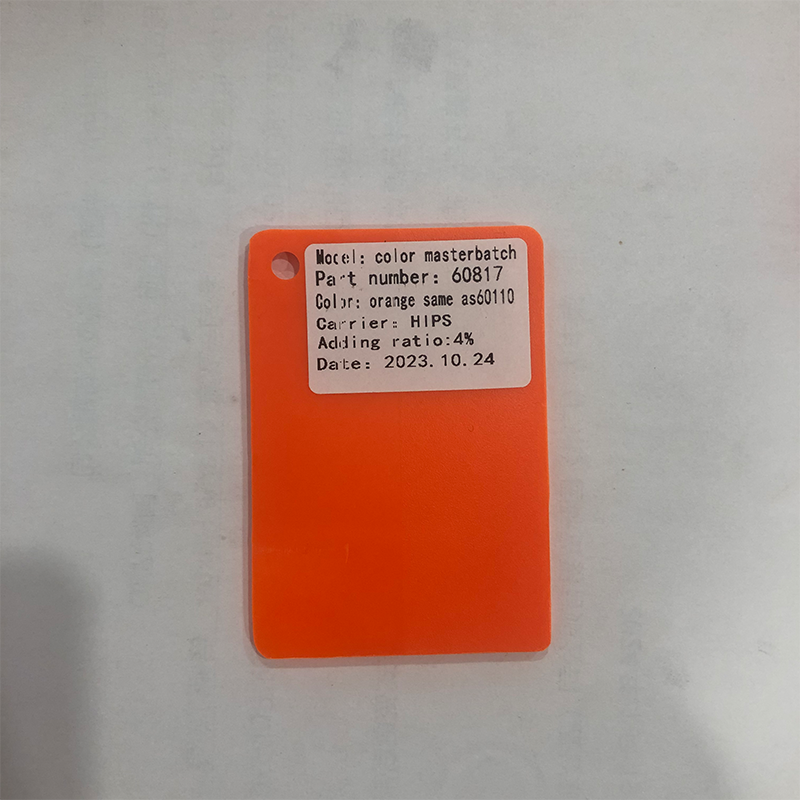 Model: color masterbatch
Part number: 60817
Color: orange same as60110
Carrier: HIPS
Adding ratio:4%
Date: 2023.10.24